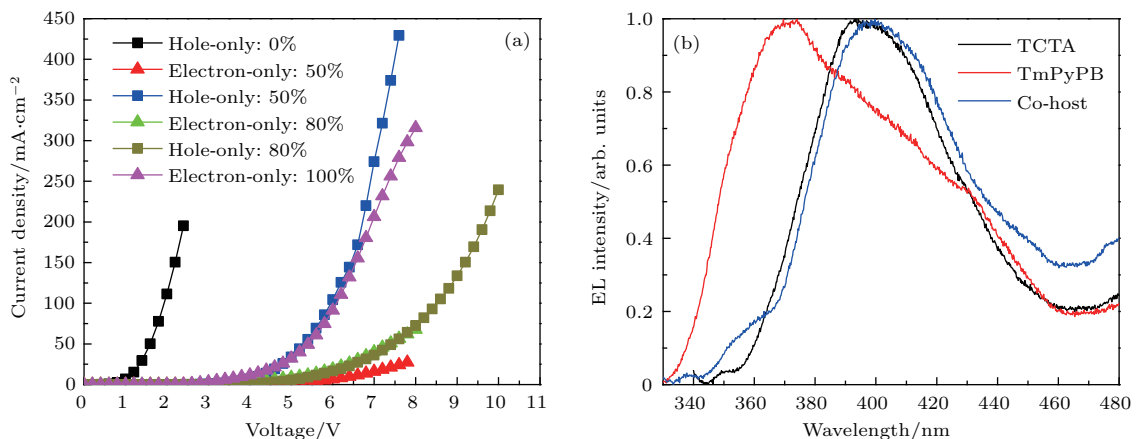 (a)
Hole-only: 0%
Electron-only: 50%
Hole-only: 50%
Electron-only: 80%
Hole-only: 80%
Electron-only: 100%
Current density/mA·cm⁻²
450
400
350
300
250
200
150
100
50
0
0 1 2 3 4 5 6 7 8 9 10 11
Voltage/V
(b)
TCTA
TmPyPB
Co-host
EL intensity/arb. units
1.0
0.8
0.6
0.4
0.2
0
340 360 380 400 420 440 460 480
Wavelength/nm